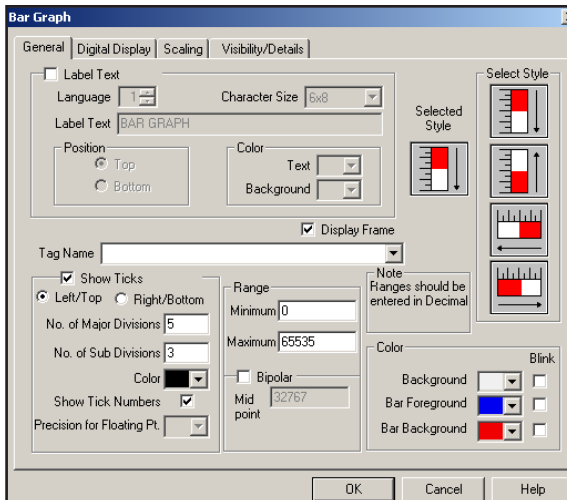 Bar Graph
General Digital Display Scaling Visibility/Details
Label Text
Language 1
Character Size 6x8
Label Text BAR GRAPH
Position
Top
Bottom
Color
Text
Background
Selected
Style
Select Style
Display Frame
Tag Name
Show Ticks
Left/Top Right/Bottom
No. of Major Divisions 5
No. of Sub Divisions 3
Color
Show Tick Numbers
Precision for Floating Pt.
Range
Minimum 0
Maximum 65535
Bipolar
Mid 32767
point
Note
Ranges should be
entered in Decimal
Color
Blink
Background
Bar Foreground
Bar Background
OK Cancel Help